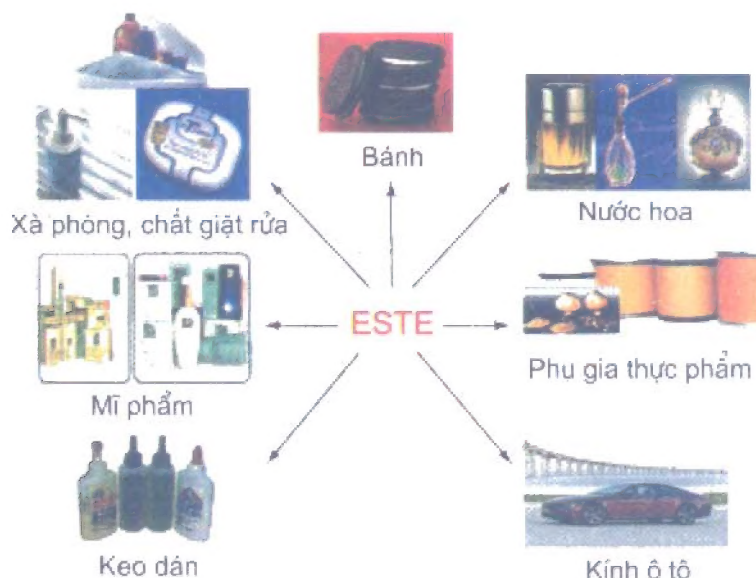 Bánh
Xà phòng, chất giặt rửa
Nước hoa
ESTE
Mĩ phẩm
Phụ gia thực phẩm
Keo dán
Kính ô tô